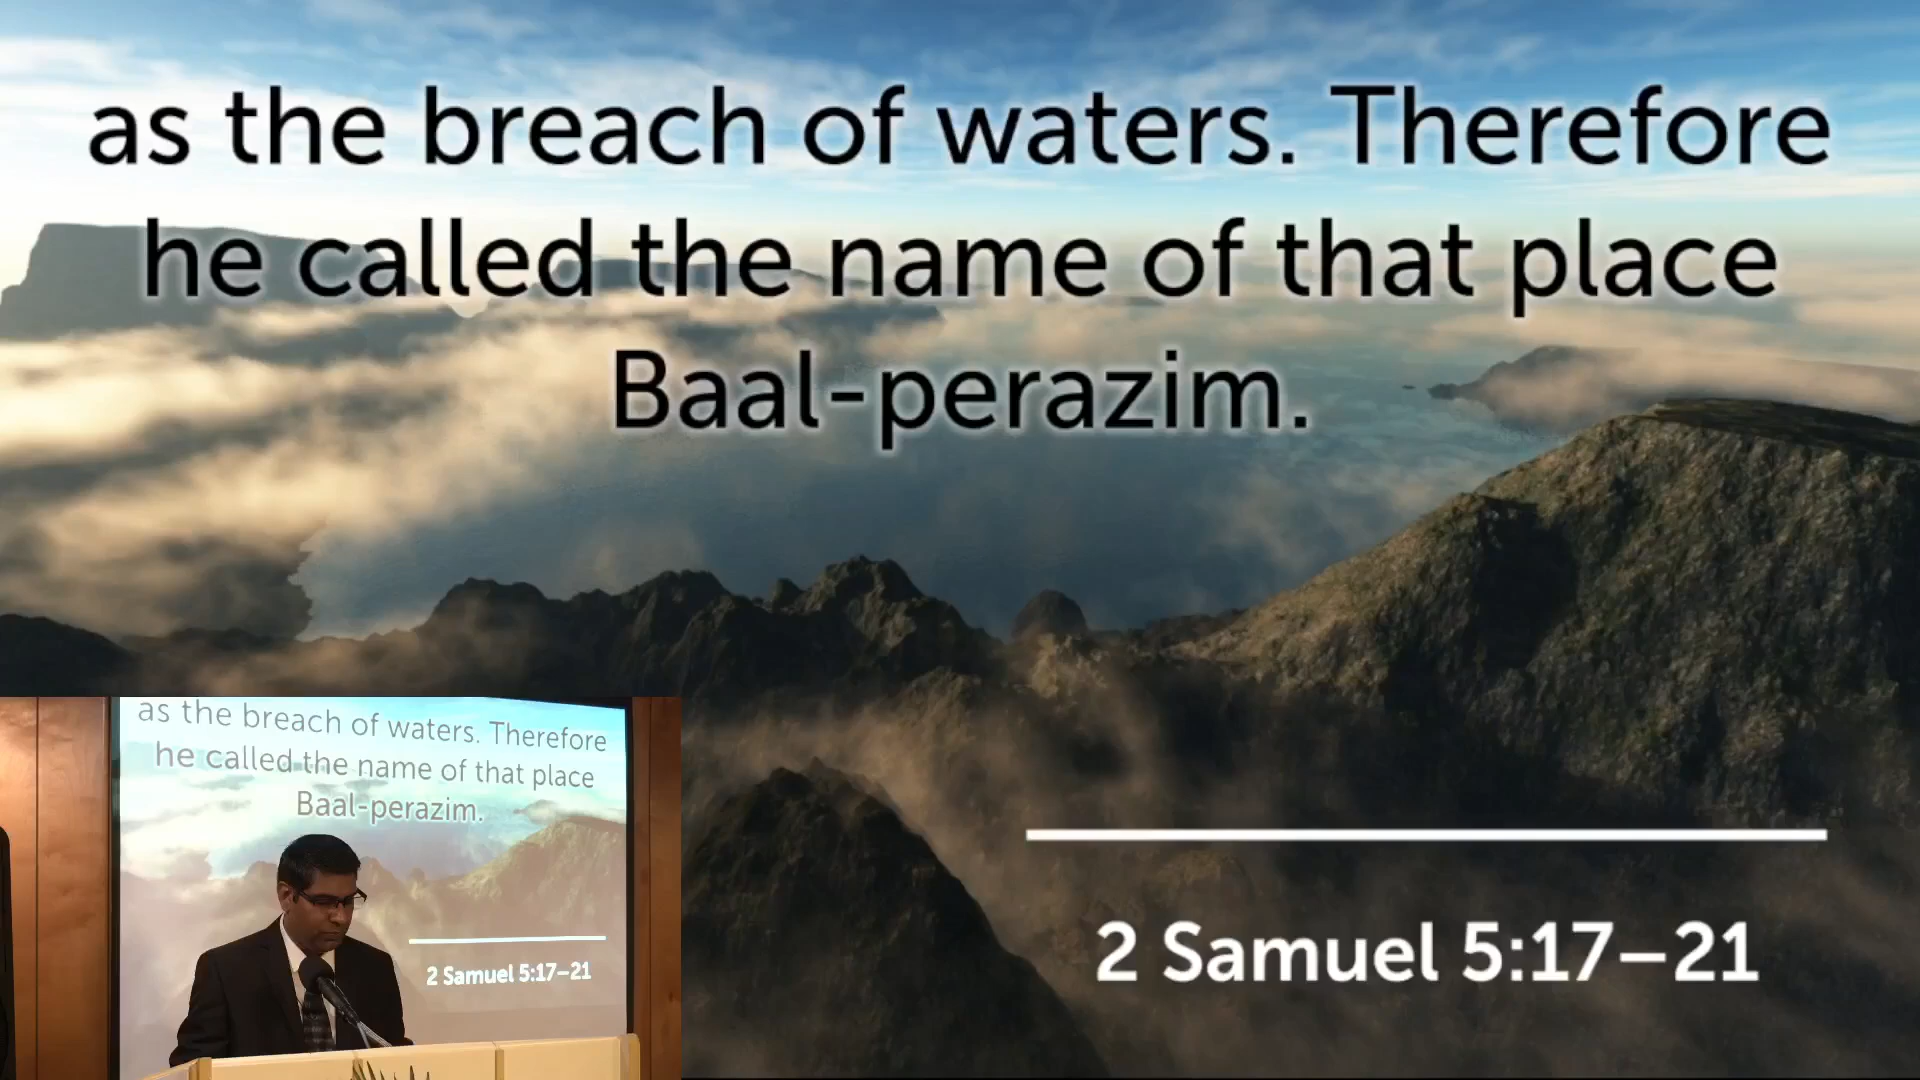 as the breach of waters. Therefore
he called the name of that place
Baal-perazim.
2 Samuel 5:17–21
as the breach of waters. Therefore
he called the name of that place
Baal-perazim.
2 Samuel 5:17–21